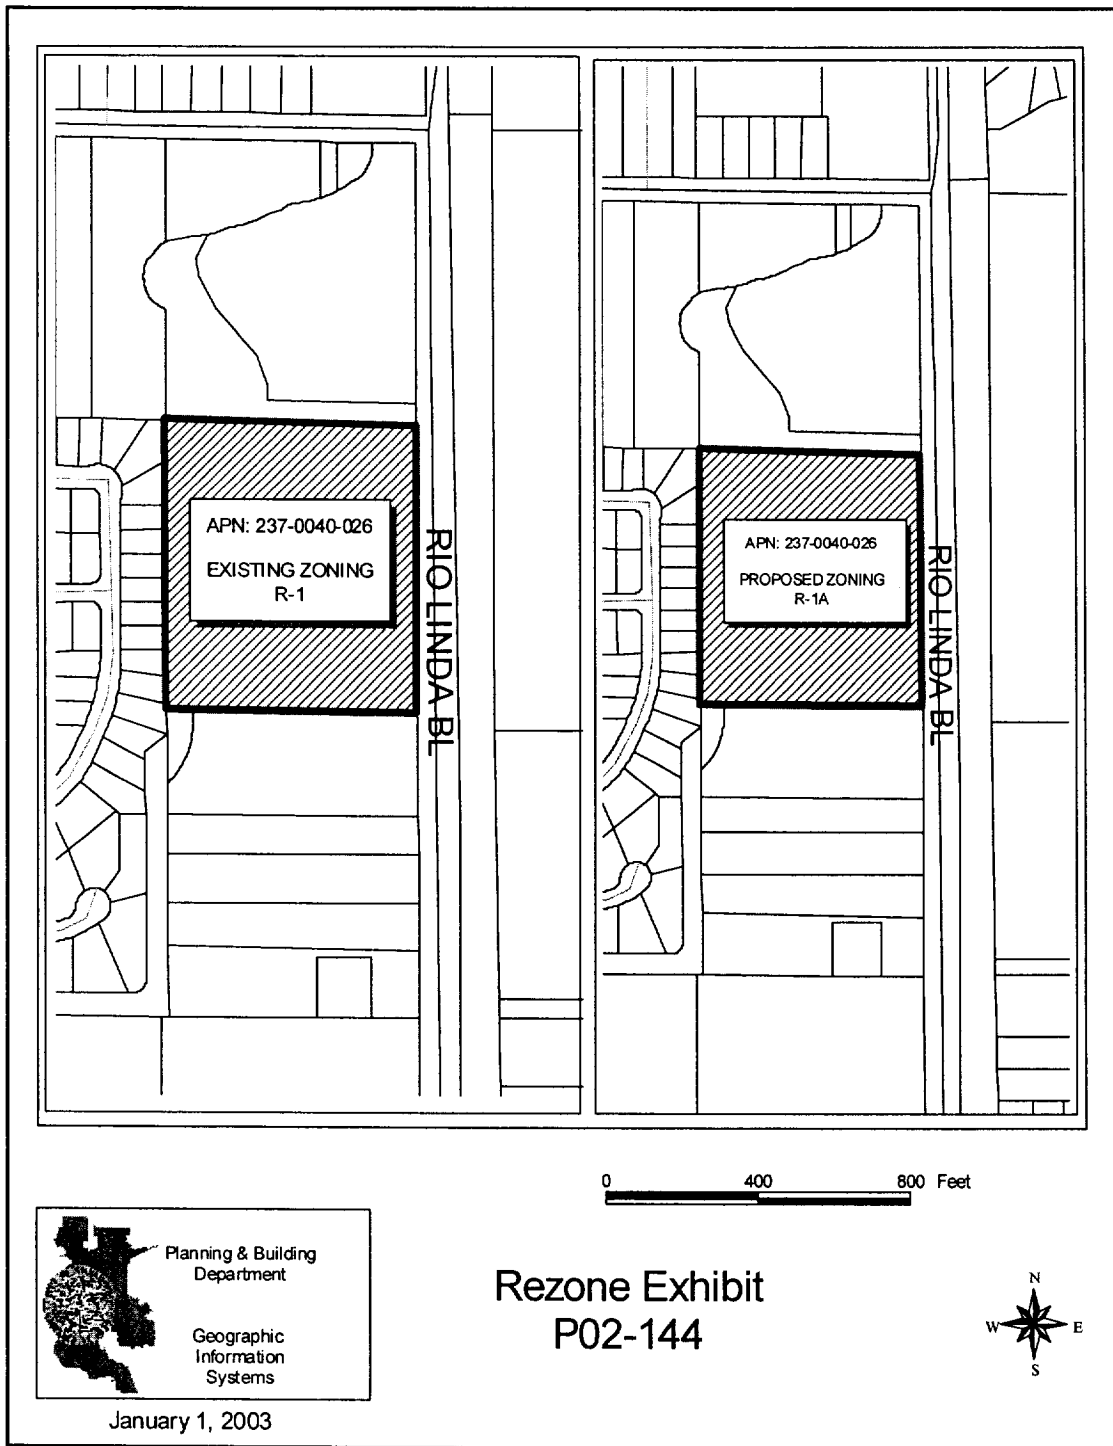 APN: 237-0040-026
EXISTING ZONING
R-1
RIO LINDA BL
APN: 237-0040-026
PROPOSED ZONING
R-1A
RIO LINDA BL
0 400 800 Feet
Planning & Building
Department
Geographic
Information
Systems
January 1, 2003
Rezone Exhibit
P02-144
N
W E
S